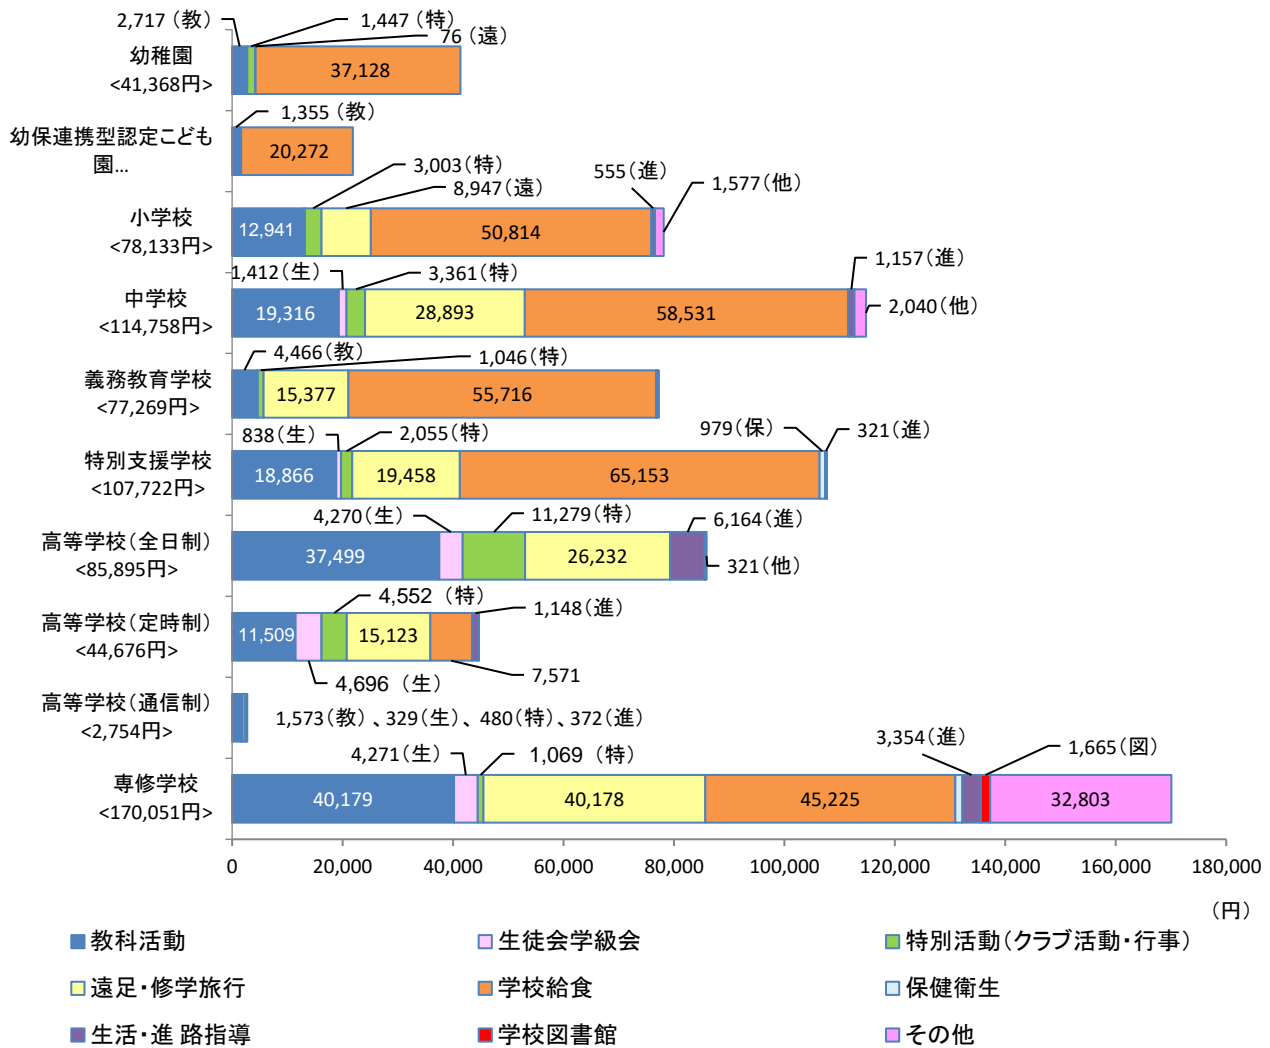 2,717（教）
1,447（特）
76（遠）
幼稚園
<41,368円>
37,128
1,355（教）
幼保連携型認定こども
園…
20,272
3,003（特）
8,947（遠）
555（進）
1,577（他）
小学校
<78,133円>
12,941
50,814
1,412（生）
3,361（特）
1,157（進）
中学校
<114,758円>
19,316
28,893
58,531
2,040（他）
4,466（教）
1,046（特）
義務教育学校
<77,269円>
15,377
55,716
838（生）
2,055（特）
979（保）
321（進）
特別支援学校
<107,722円>
18,866
19,458
65,153
4,270（生）
11,279（特）
6,164（進）
高等学校（全日制）
<85,895円>
37,499
26,232
321（他）
4,552（特）
1,148（進）
高等学校（定時制）
<44,676円>
11,509
15,123
4,696（生）
7,571
高等学校（通信制）
<2,754円>
1,573（教）、329（生）、480（特）、372（進）
4,271（生）
1,069（特）
3,354（進）
1,665（図）
専修学校
<170,051円>
40,179
40,178
45,225
32,803
0 20,000 40,000 60,000 80,000 100,000 120,000 140,000 160,000 180,000
（円）
教科活動 生徒会学級会 特別活動（クラブ活動・行事）
遠足・修学旅行 学校給食 保健衛生
生活・進 路指導 学校図書館 その他